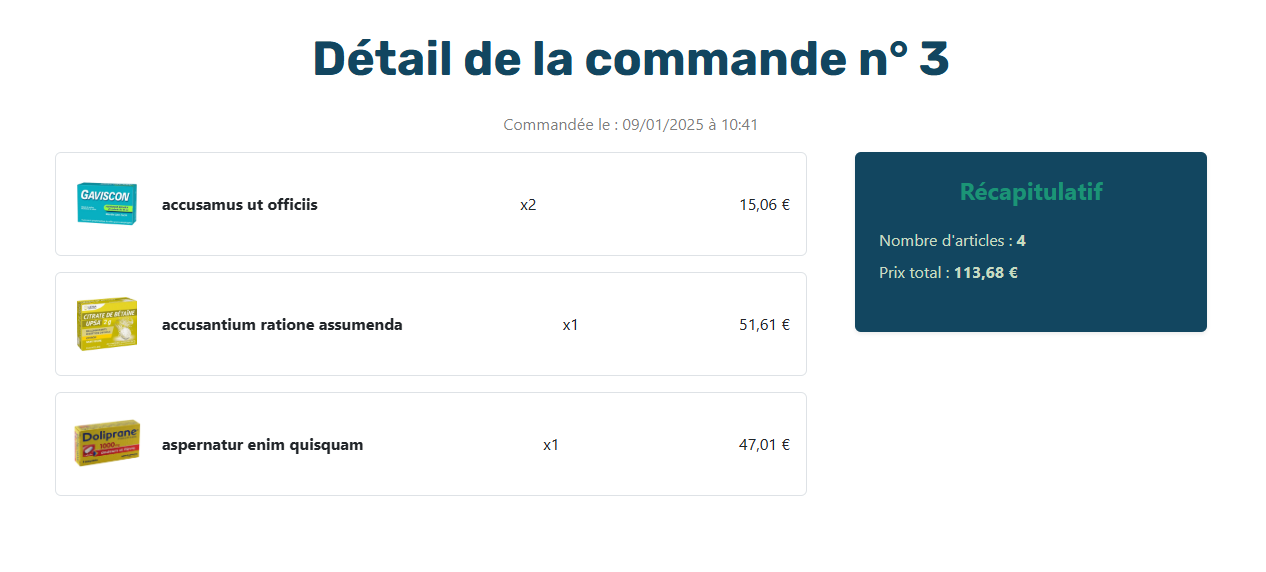 Détail de la commande n° 3
Commandée le : 09/01/2025 à 10:41
GAVISCON
accusamus ut officiis x2 15,06 €
CITRATE DE BÉTAÏNE
UPSA 2g
accusantium ratione assumenda x1 51,61 €
Doliprane
1000
aspernatur enim quisquam x1 47,01 €
Récapitulatif
Nombre d'articles : 4
Prix total : 113,68 €